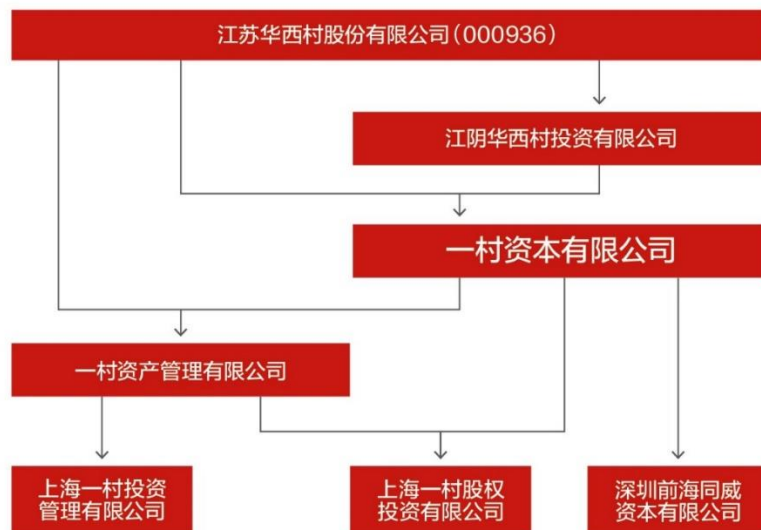 江苏华西村股份有限公司(000936)
江阴华西村投资有限公司
一村资本有限公司
一村资产管理有限公司
上海一村投资
管理有限公司
上海一村股权
投资有限公司
深圳前海同威
资本有限公司